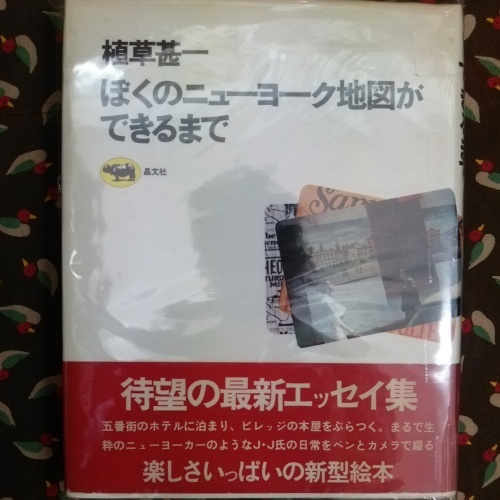 植草甚一
ぼくのニューヨーク地図が
できるまで
晶文社
Sam
待望の最新エッセイ集
五番街のホテルに泊まり、ビレッジの本屋をぶらつく。まるで生
粋のニューヨーカーのようなJ・J氏の日常をペンとカメラで綴る
楽しさいっぱいの新型絵本